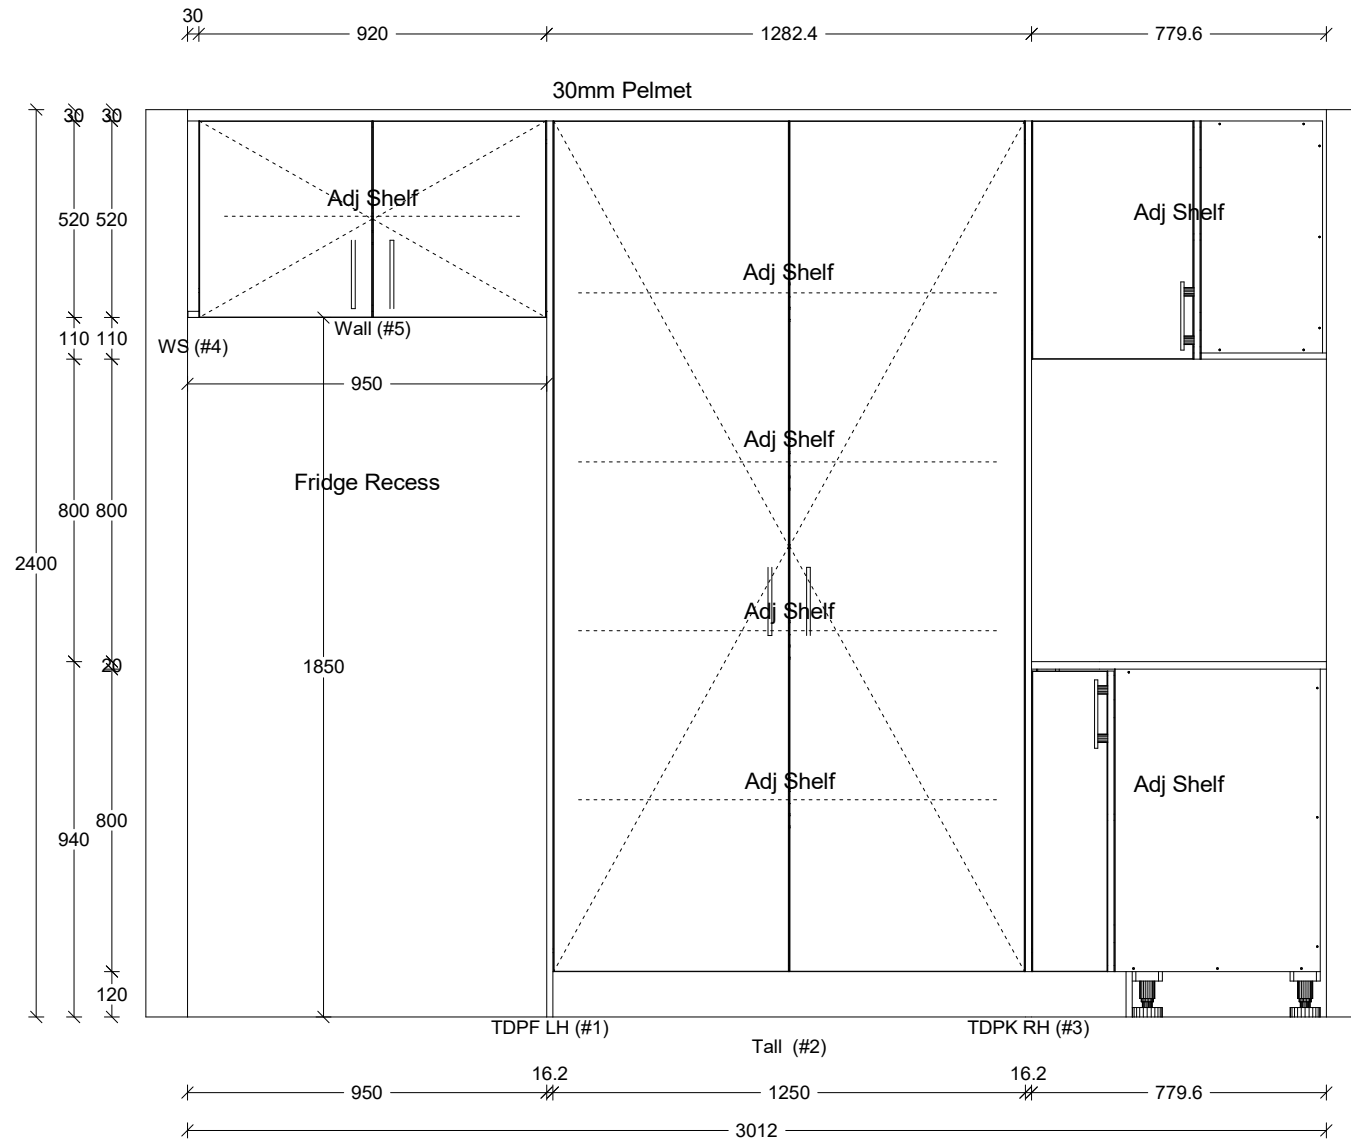 30
920
1282.4
779.6
30mm Pelmet
30
30
Adj Shelf
520
520
Adj Shelf
Adj Shelf
Wall (#5)
110
110
WS (#4)
950
Adj Shelf
Fridge Recess
800
800
2400
Adj Shelf
20
1850
Adj Shelf
Adj Shelf
800
940
120
TDPF LH (#1)
TDPK RH (#3)
Tall (#2)
16.2
16.2
950
1250
779.6
3012